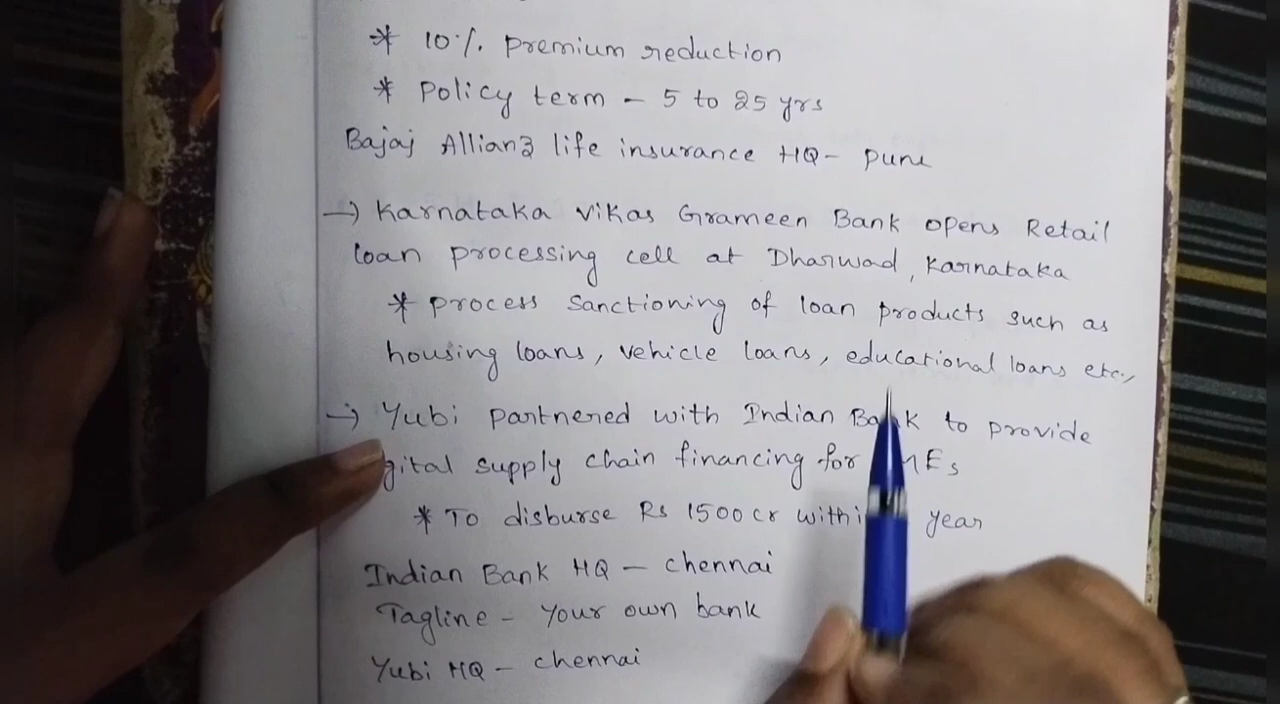 * 10% premium reduction
* Policy term - 5 to 25 yrs
Bajaj Allianz life insurance HQ - pune
→ Karnataka Vikas Grameen Bank opens Retail
loan processing cell at Dharwad, Karnataka
* process sanctioning of loan products such as
housing loans, vehicle loans, educational loans etc.,
→ Yubi partnered with Indian Bank to provide
supply chain financing for
* To disburse Rs 1500 cr year
Indian Bank HQ - chennai
Tagline - Your own bank
Yubi HQ - chennai